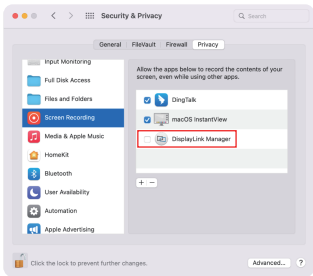 Security & Privacy
Search
General
FileVault
Firewall
Privacy
Input Monitoring
Full Disk Access
Files and Folders
Screen Recording
Media & Apple Music
HomeKit
Bluetooth
User Availability
Automation
Apple Advertising
Allow the apps below to record the contents of your
screen, even while using other apps.
DingTalk
macOS InstantView
DisplayLink Manager
+ −
Click the lock to prevent further changes.
Advanced...
?